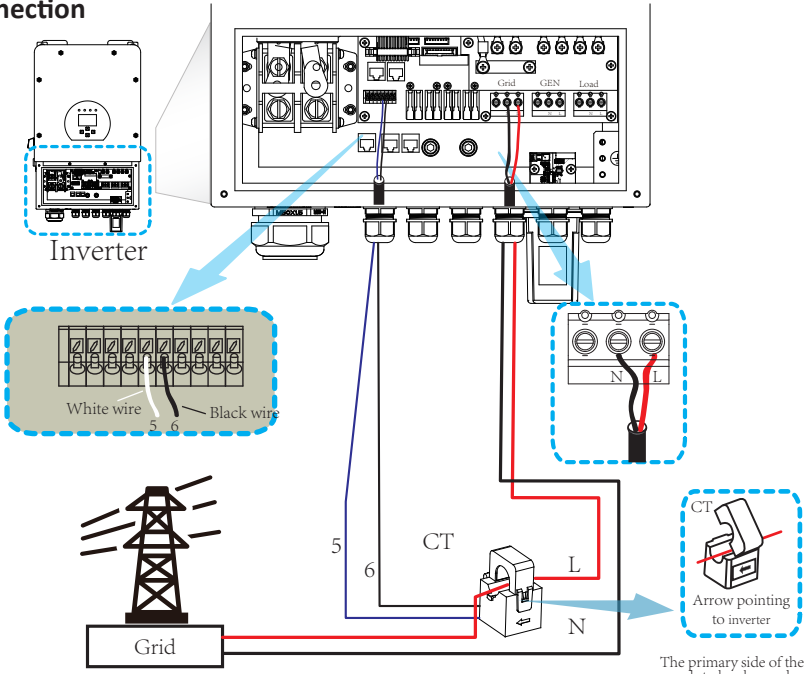 nection
Grid
GEN
Load
Inverter
N
L
White wire
Black wire
5
6
5
6
CT
L
N
Grid
CT
Arrow pointing
to inverter
The primary side of the